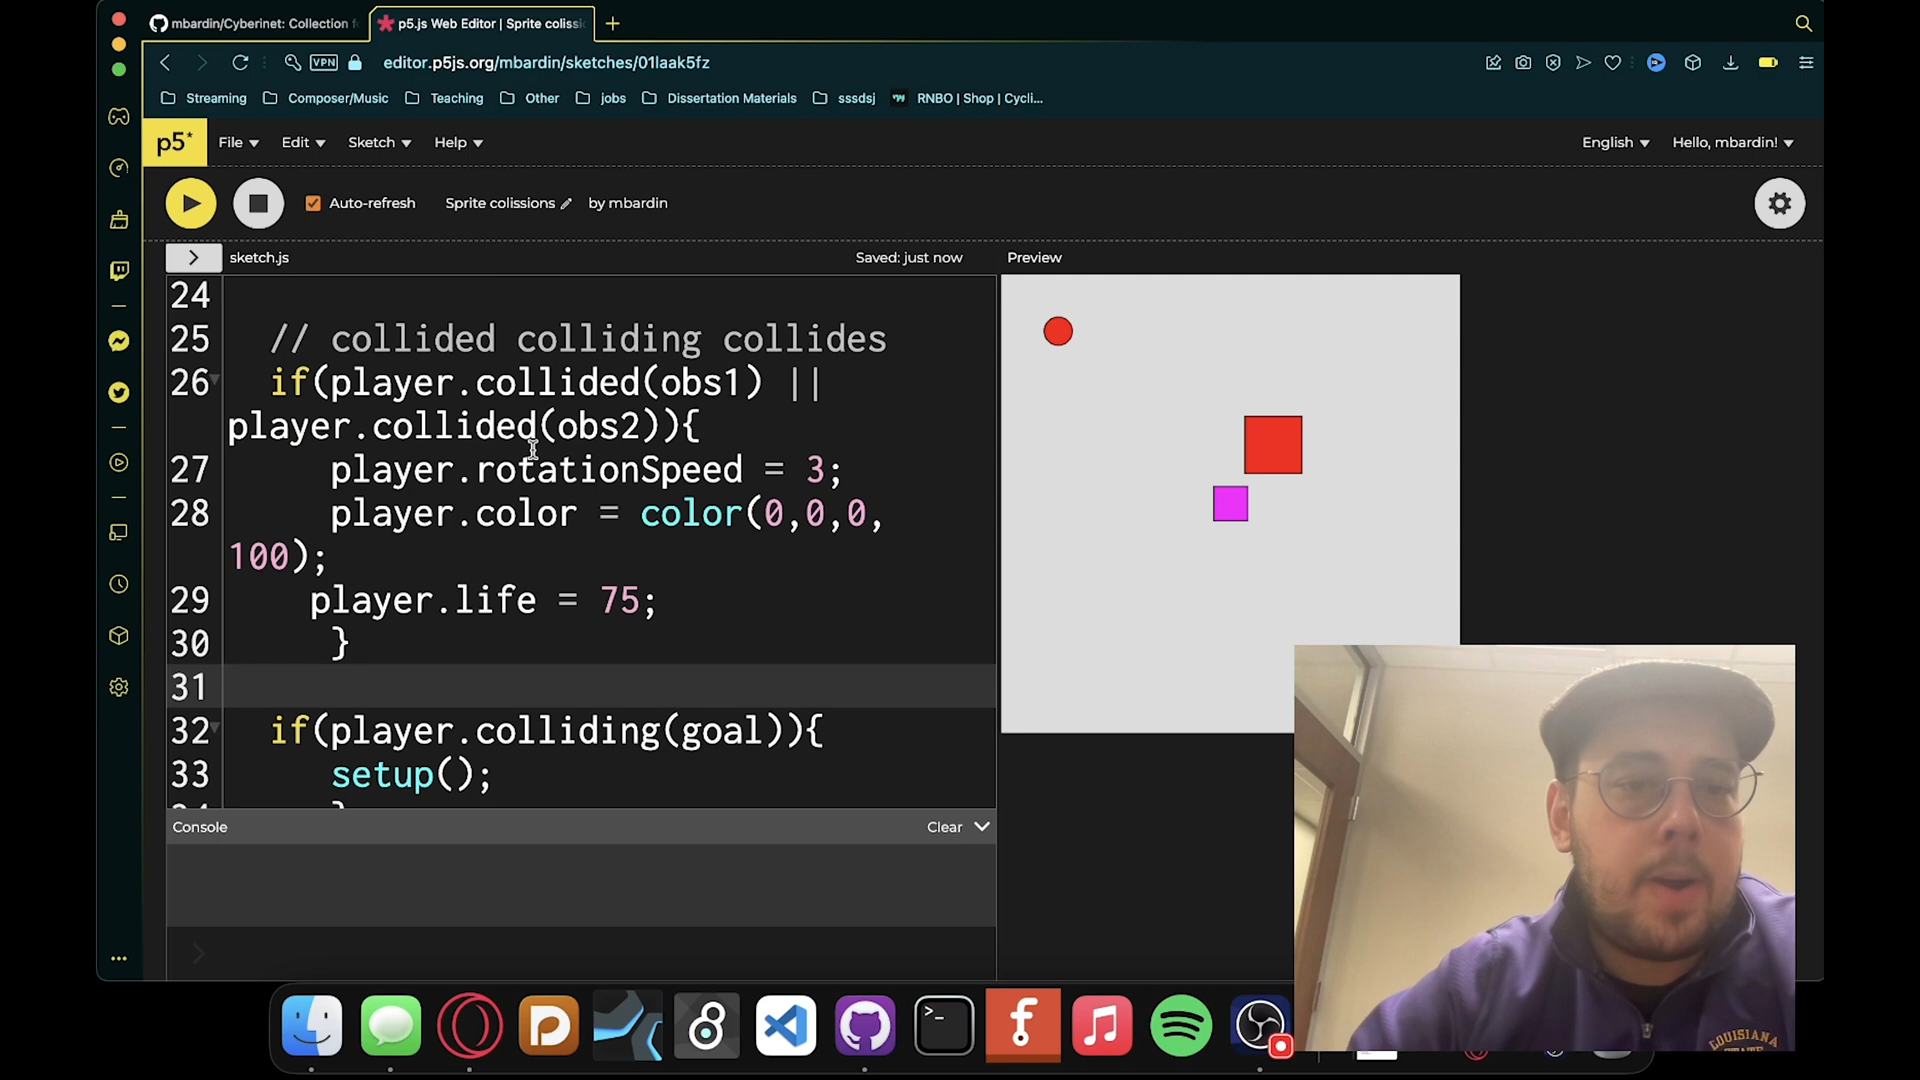 mbardin/Cyberinet: Collection f
p5.js Web Editor | Sprite colissi
VPN
editor.p5js.org/mbardin/sketches/01laak5fz
Streaming Composer/Music Teaching Other jobs Dissertation Materials sssdsj RNBO | Shop | Cycli...
p5* File Edit Sketch Help English Hello, mbardin!
Auto-refresh Sprite colissions by mbardin
sketch.js Saved: just now Preview
24
25 // collided colliding collides
26 if(player.collided(obs1) ||
player.collided(obs2)){
27 player.rotationSpeed = 3;
28 player.color = color(0,0,0,
100);
29 player.life = 75;
30 }
31
32 if(player.colliding(goal)){
33 setup();
Console Clear
LOUISIANA